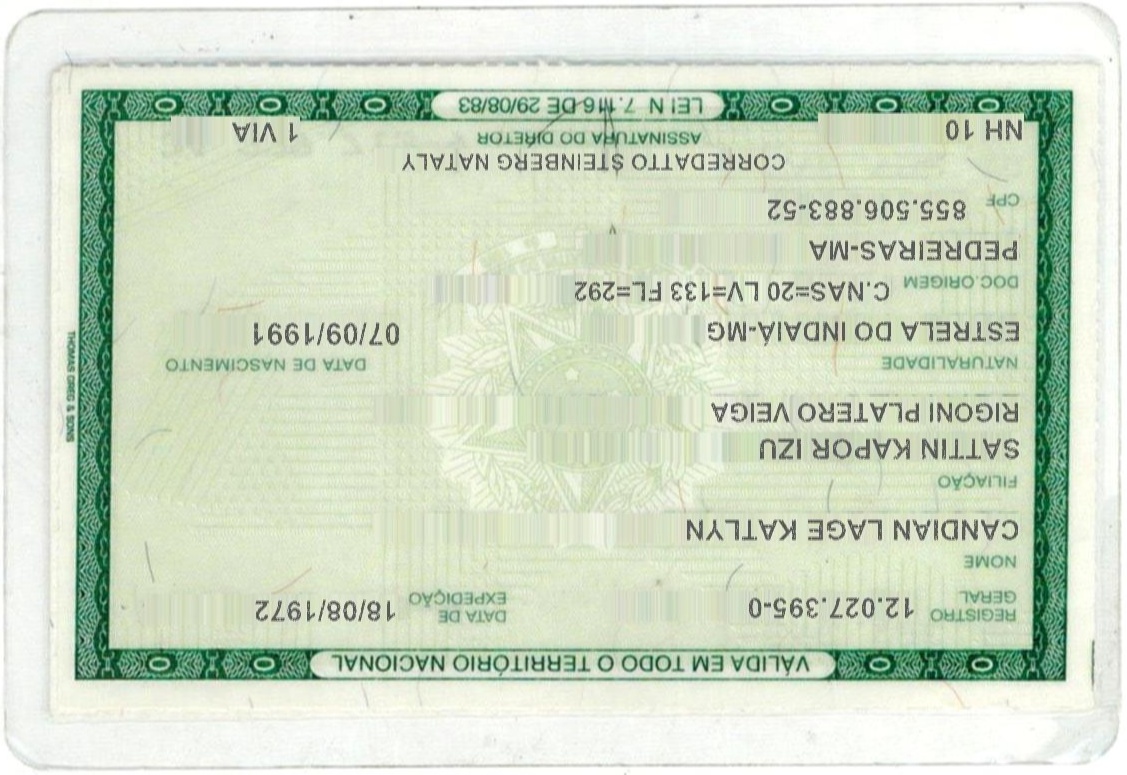 VÁLIDA EM TODO O TERRITÓRIO NACIONAL
REGISTRO GERAL 12.027.395-0 DATA DE EXPEDIÇÃO 18/08/1972
NOME
CANDIAN LAGE KATLYN
FILIAÇÃO
SATTIN KAPOR IZU
RIGONI PLATERO VEIGA
NATURALIDADE DATA DE NASCIMENTO
ESTRELA DO INDAIÁ-MG 07/09/1991
DOC.ORIGEM C.NAS=20 LV=133 FL=292
PEDREIRAS-MA
CPF 855.506.883-52
CORREDATTO STEINBERG NATALY
ASSINATURA DO DIRETOR
NH 10 1 VIA
LEI N 7.116 DE 29/08/83
THOMAS GREG & SONS